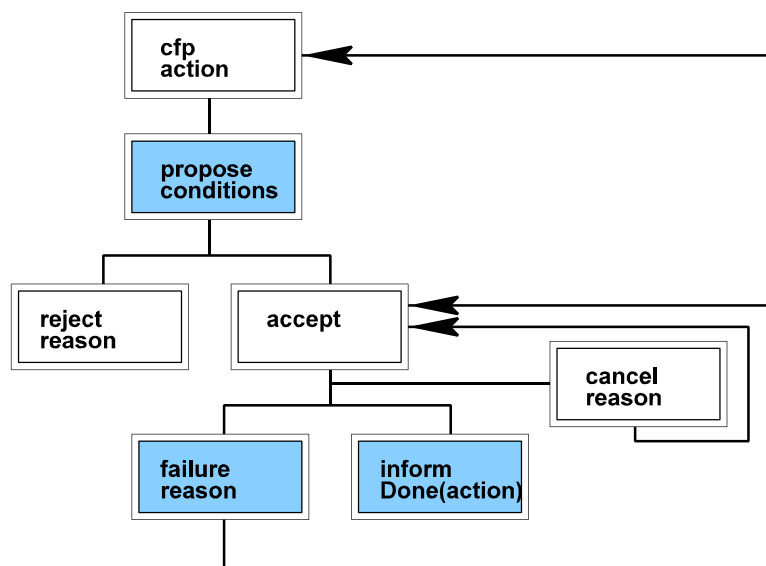 cfp
action
propose
conditions
reject
reason
accept
cancel
reason
failure
reason
inform
Done(action)